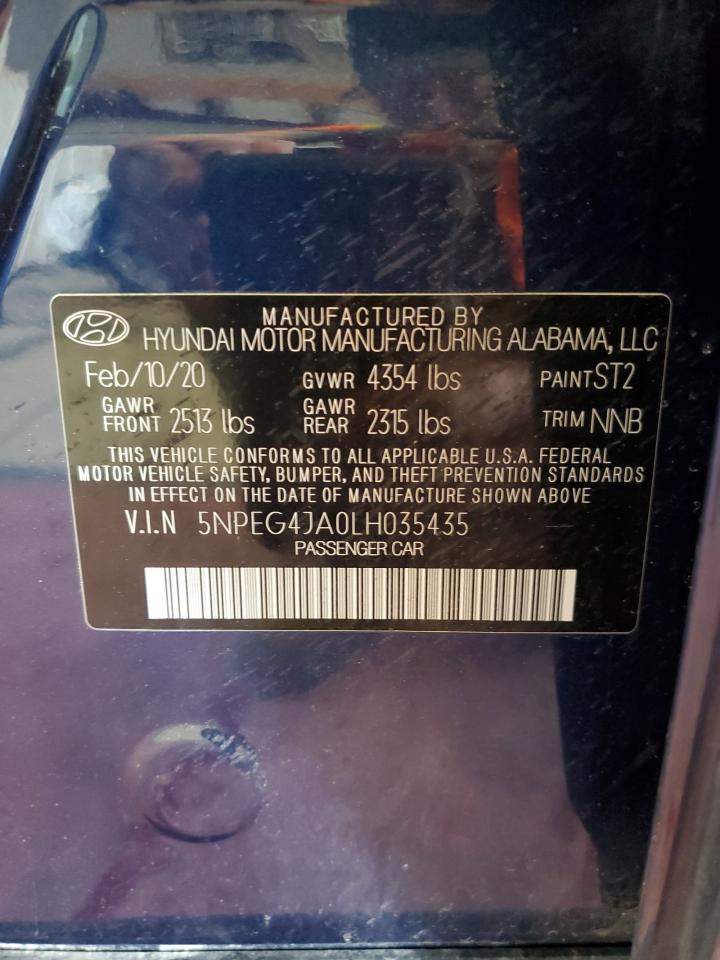 MANUFACTURED BY
HYUNDAI MOTOR MANUFACTURING ALABAMA, LLC
Feb/10/20 GVWR 4354 lbs PAINT ST2
GAWR FRONT 2513 lbs GAWR REAR 2315 lbs TRIM NNB
THIS VEHICLE CONFORMS TO ALL APPLICABLE U.S.A. FEDERAL
MOTOR VEHICLE SAFETY, BUMPER, AND THEFT PREVENTION STANDARDS
IN EFFECT ON THE DATE OF MANUFACTURE SHOWN ABOVE
V.I.N 5NPEG4JA0LH035435
PASSENGER CAR